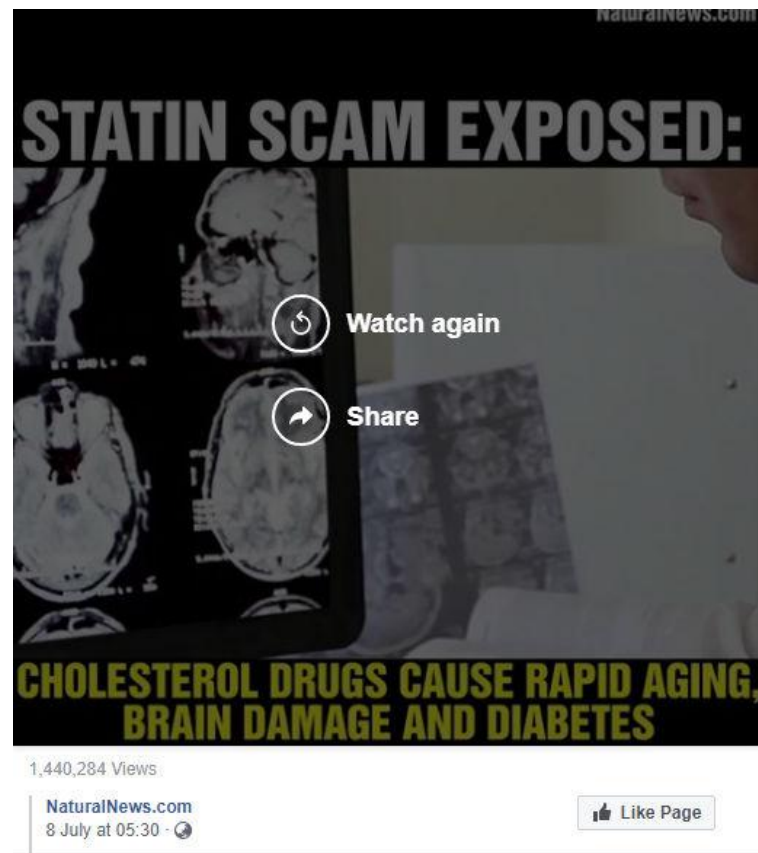 NaturalNews.com
STATIN SCAM EXPOSED:
Watch again
Share
CHOLESTEROL DRUGS CAUSE RAPID AGING,
BRAIN DAMAGE AND DIABETES
1,440,284 Views
NaturalNews.com
Like Page
8 July at 05:30 ·